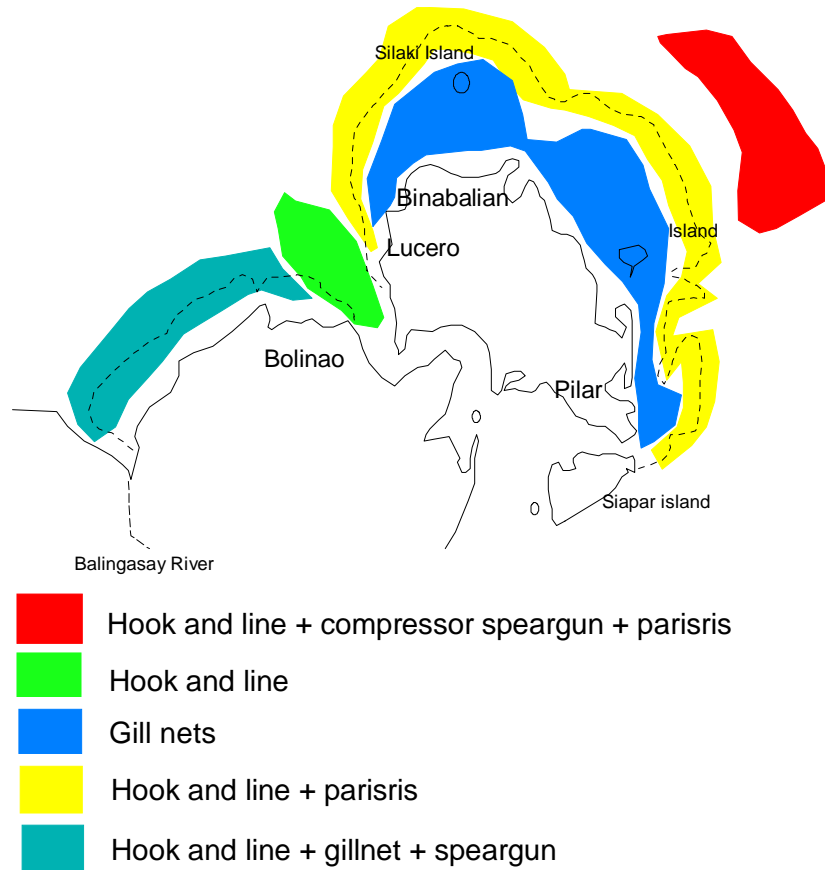 Silaki Island
Binabalian
Island
Lucero
Bolinao
Pilar
Siapar island
Balingasay River
Hook and line + compressor speargun + parisris
Hook and line
Gill nets
Hook and line + parisris
Hook and line + gillnet + speargun